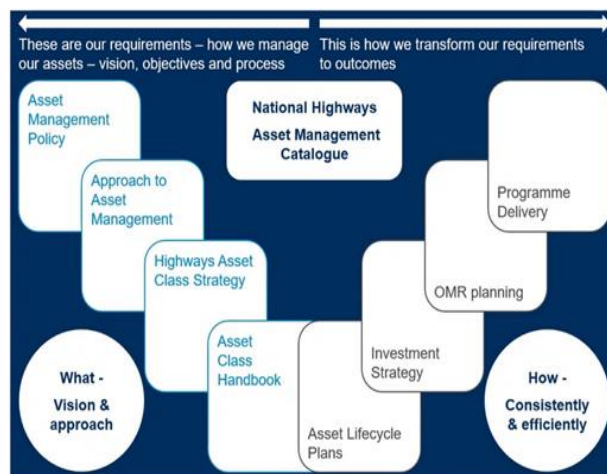 These are our requirements – how we manage
our assets – vision, objectives and process
This is how we transform our requirements
to outcomes
Asset
Management
Policy
National Highways
Asset Management
Catalogue
Approach to
Asset
Management
Programme
Delivery
Highways Asset
Class Strategy
OMR planning
Asset
Class
Handbook
Investment
Strategy
Asset Lifecycle
Plans
What -
Vision &
approach
How -
Consistently
& efficiently